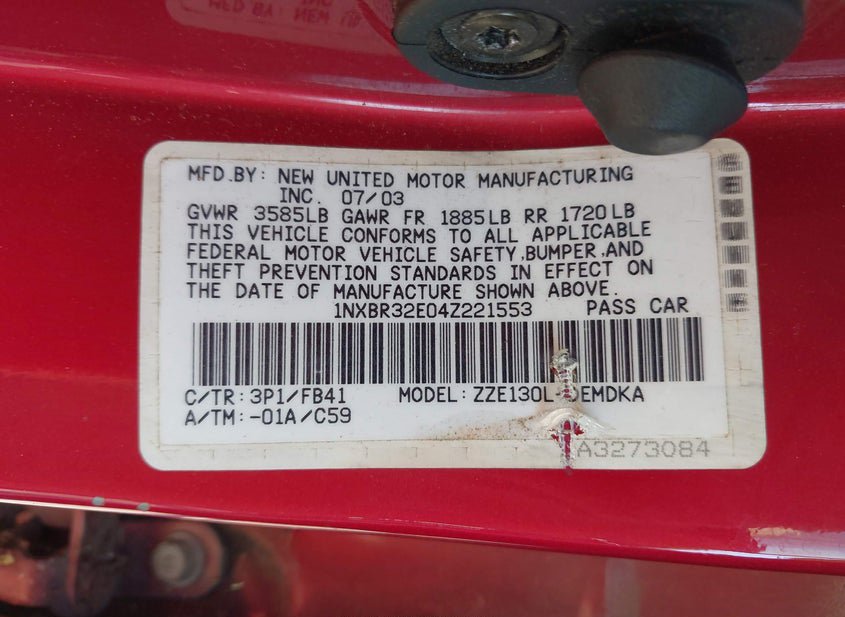 MFD.BY: NEW UNITED MOTOR MANUFACTURING
INC. 07/03
GVWR 3585LB GAWR FR 1885LB RR 1720LB
THIS VEHICLE CONFORMS TO ALL APPLICABLE
FEDERAL MOTOR VEHICLE SAFETY,BUMPER,AND
THEFT PREVENTION STANDARDS IN EFFECT ON
THE DATE OF MANUFACTURE SHOWN ABOVE.
1NXBR32E04Z221553 PASS CAR
C/TR:3P1/FB41 MODEL:ZZE130L-DEMDKA
A/TM:-01A/C59
A3273084